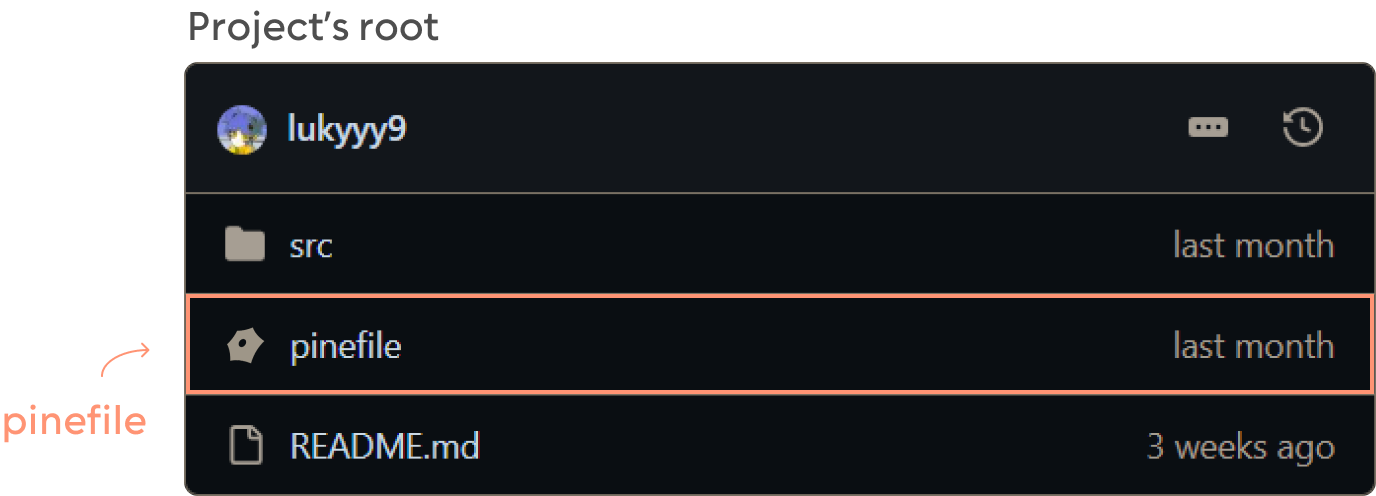 Project's root
lukyyy9
src last month
pinefile last month
pinefile
README.md 3 weeks ago